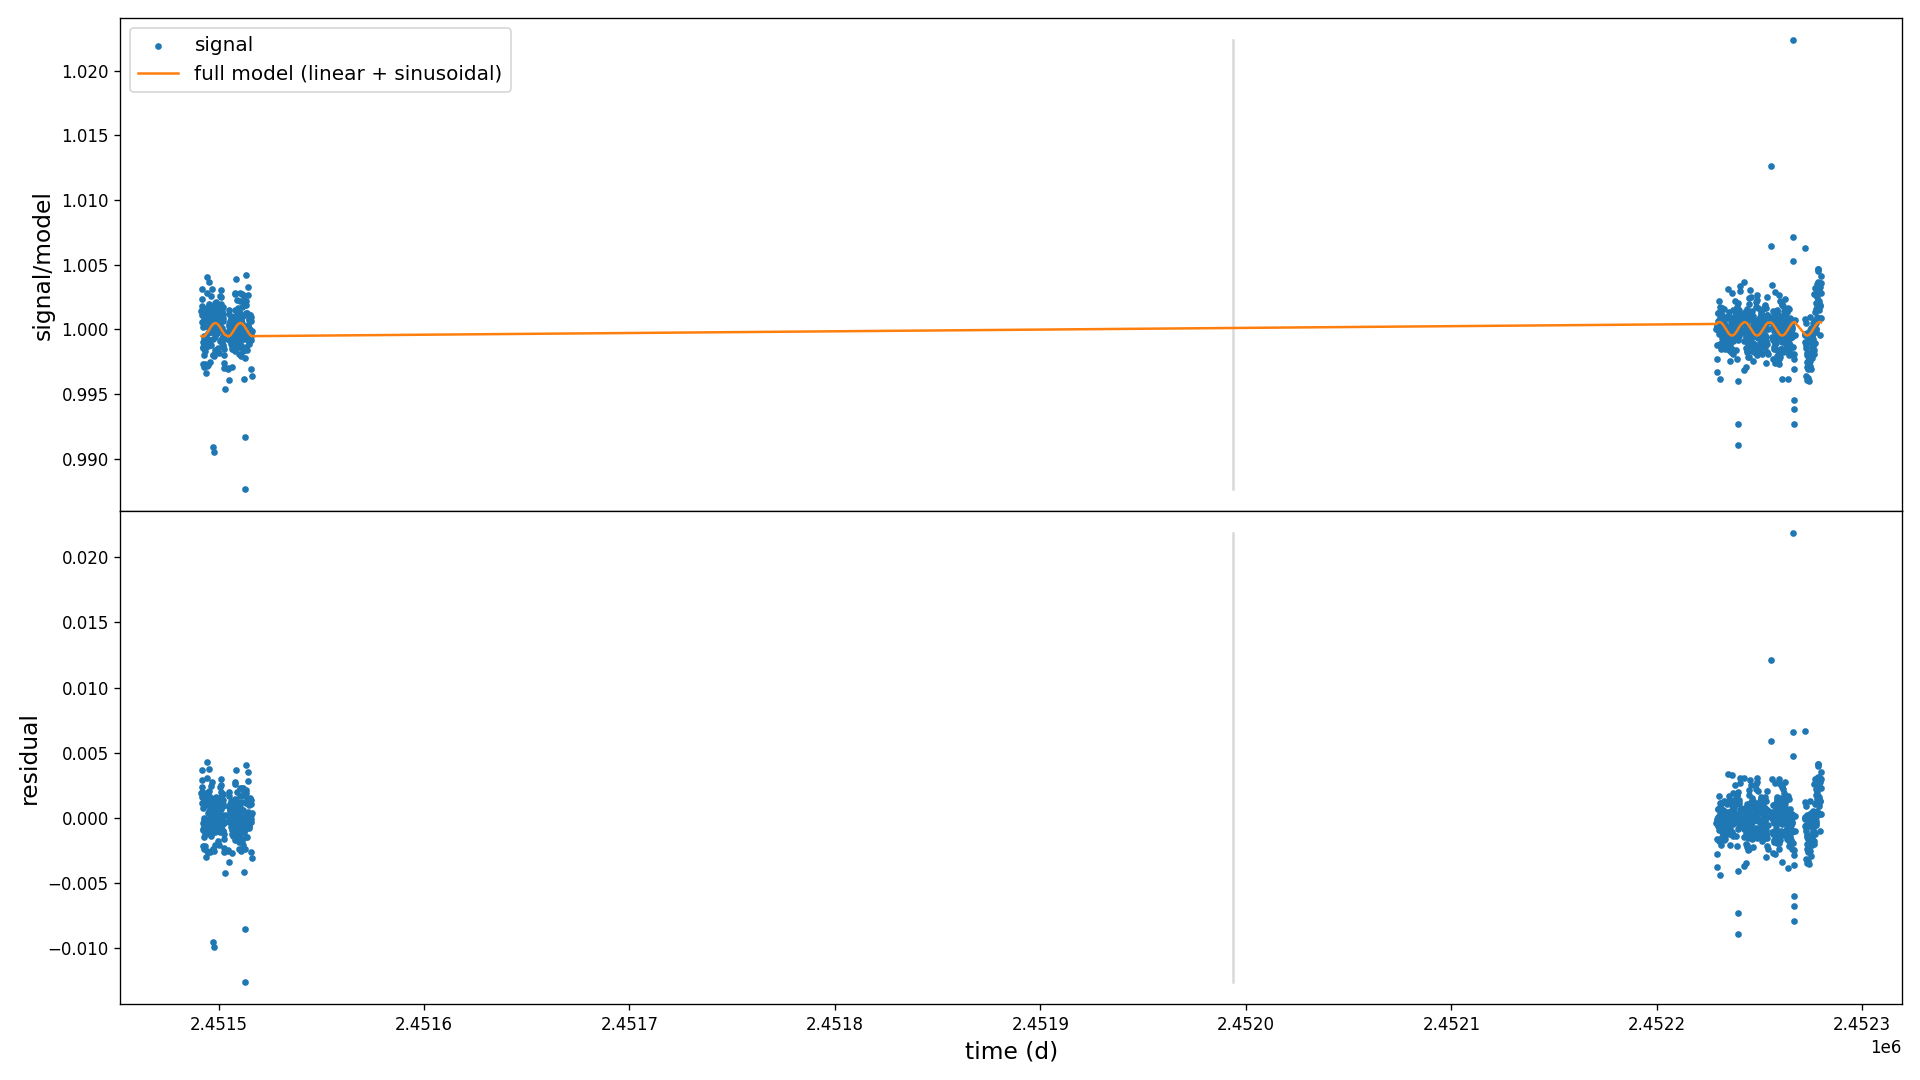 signal
full model (linear + sinusoidal)
1.020
1.015
1.010
1.005
1.000
0.995
0.990
signal/model
0.020
0.015
0.010
0.005
0.000
−0.005
−0.010
residual
2.4515 2.4516 2.4517 2.4518 2.4519 2.4520 2.4521 2.4522 2.4523
1e6
time (d)